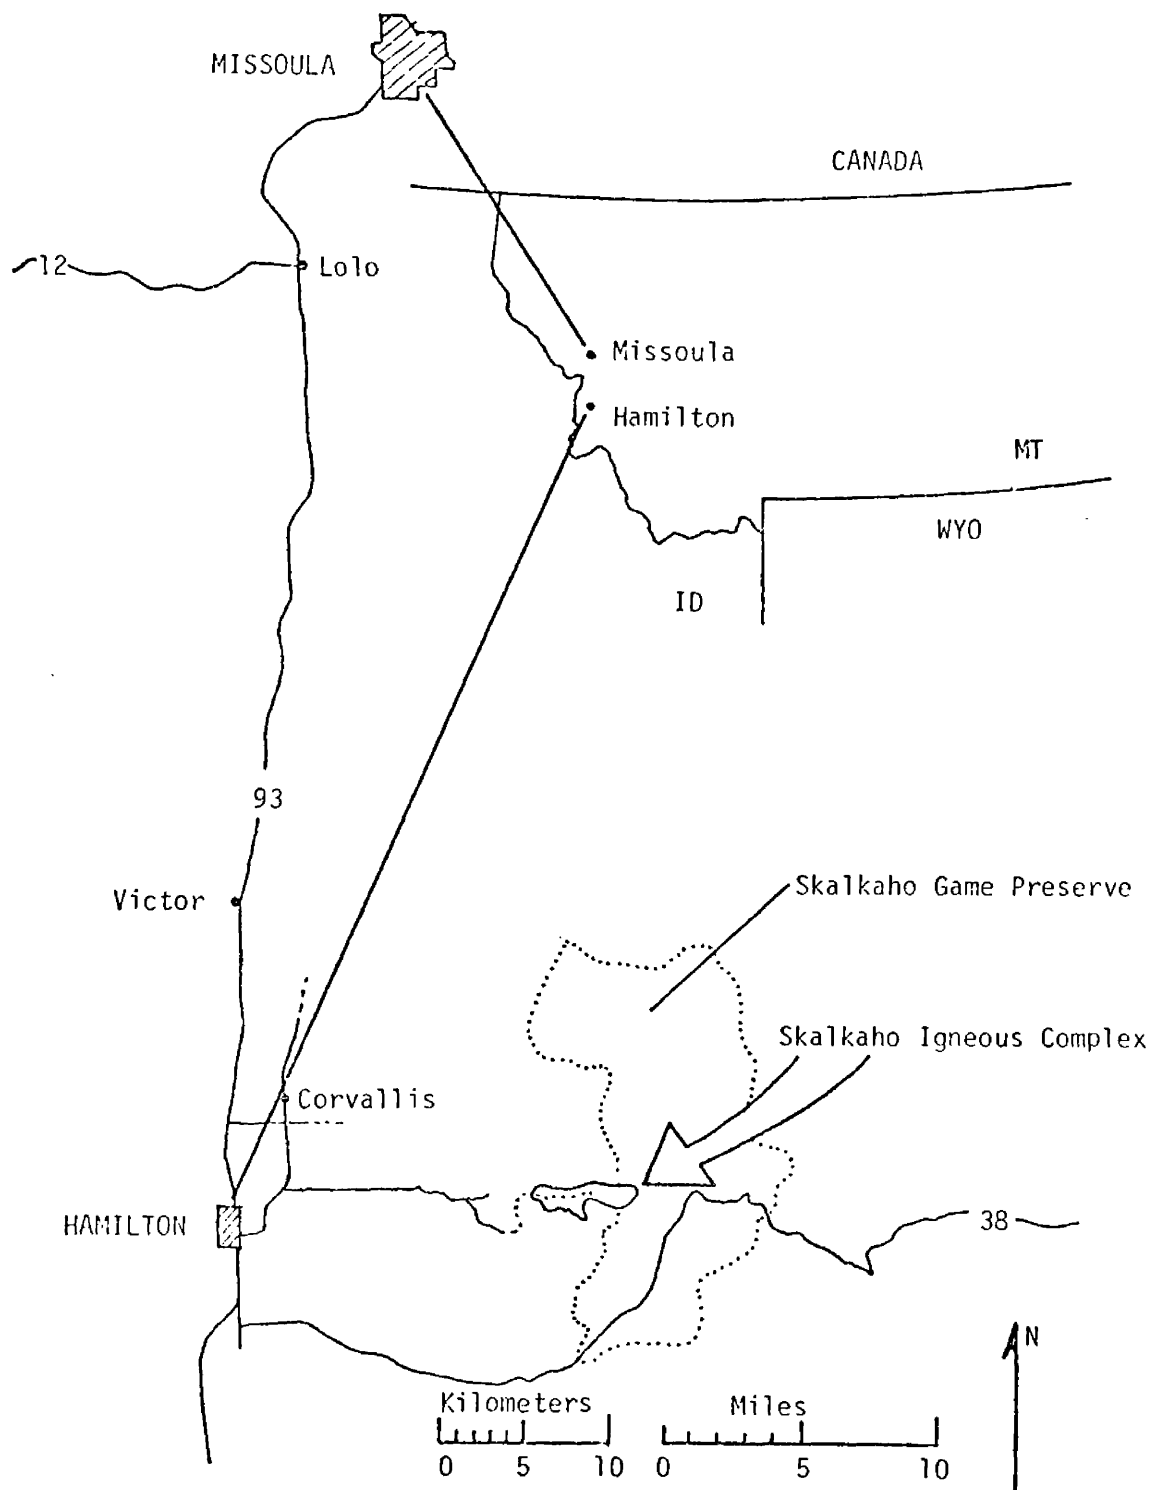 MISSOULA
CANADA
12
Lolo
Missoula
Hamilton
MT
WYO
ID
93
Victor
Skalkaho Game Preserve
Skalkaho Igneous Complex
Corvallis
HAMILTON
38
N
Kilometers
Miles
0 5 10
0 5 10